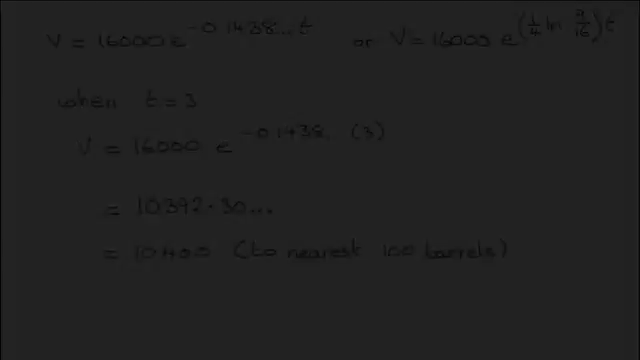 V = 16000 e^{-0.1438...t} or V = 16000 e^{(1/4 ln 9/16)t}
when t = 3
V = 16000 e^{-0.1438... (3)}
= 10392.30...
= 10400 (to nearest 100 barrels)